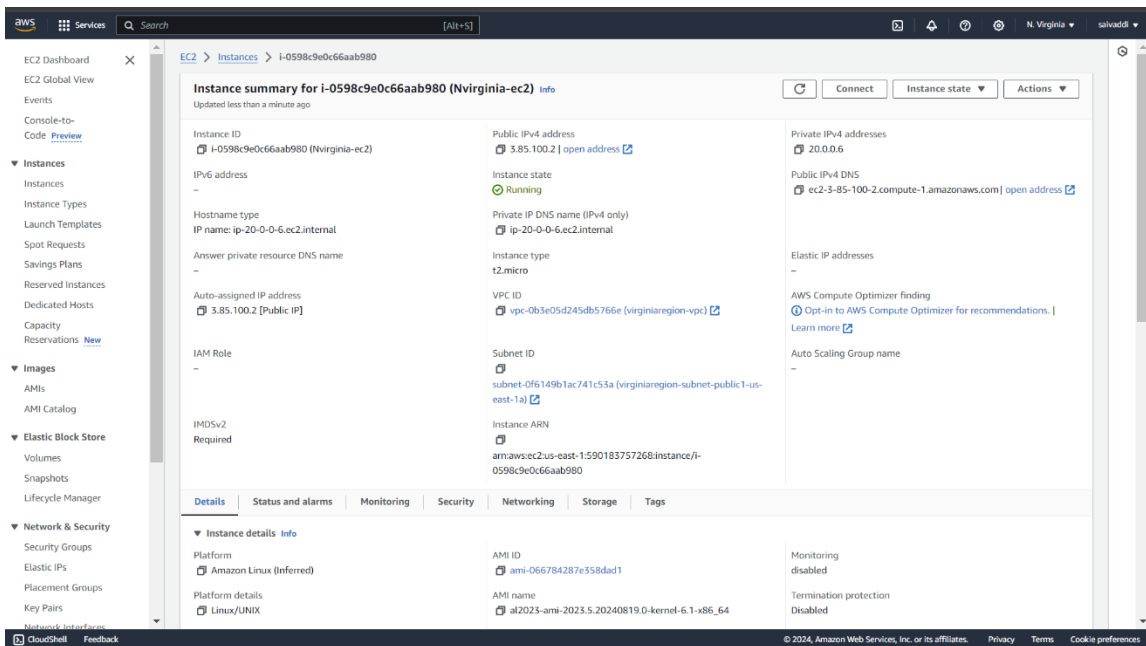 aws
Services
Search
[Alt+S]
N. Virginia
saivaddi
EC2 Dashboard
EC2 Global View
Events
Console-to-
Code Preview
Instances
Instances
Instance Types
Launch Templates
Spot Requests
Savings Plans
Reserved Instances
Dedicated Hosts
Capacity
Reservations New
Images
AMIs
AMI Catalog
Elastic Block Store
Volumes
Snapshots
Lifecycle Manager
Network & Security
Security Groups
Elastic IPs
Placement Groups
Key Pairs
Network Interfaces
EC2 > Instances > i-0598c9e0c66aab980
Instance summary for i-0598c9e0c66aab980 (Nvirginia-ec2) Info
Updated less than a minute ago
Connect
Instance state
Actions
Instance ID
i-0598c9e0c66aab980 (Nvirginia-ec2)
Public IPv4 address
3.85.100.2 | open address
Private IPv4 addresses
20.0.0.6
IPv6 address
–
Instance state
Running
Public IPv4 DNS
ec2-3-85-100-2.compute-1.amazonaws.com | open address
Hostname type
IP name: ip-20-0-0-6.ec2.internal
Private IP DNS name (IPv4 only)
ip-20-0-0-6.ec2.internal
Answer private resource DNS name
–
Instance type
t2.micro
Elastic IP addresses
–
Auto-assigned IP address
3.85.100.2 [Public IP]
VPC ID
vpc-0b3e05d245db5766e (virginiaregion-vpc)
AWS Compute Optimizer finding
Opt-in to AWS Compute Optimizer for recommendations. |
Learn more
IAM Role
–
Subnet ID
subnet-0f6149b1ac741c53a (virginiaregion-subnet-public1-us-
east-1a)
Auto Scaling Group name
–
IMDSv2
Required
Instance ARN
arn:aws:ec2:us-east-1:590183757268:instance/i-
0598c9e0c66aab980
Details
Status and alarms
Monitoring
Security
Networking
Storage
Tags
Instance details Info
Platform
Amazon Linux (Inferred)
AMI ID
ami-066784287e358dad1
Monitoring
disabled
Platform details
Linux/UNIX
AMI name
al2023-ami-2023.5.20240819.0-kernel-6.1-x86_64
Termination protection
Disabled
CloudShell
Feedback
© 2024, Amazon Web Services, Inc. or its affiliates.
Privacy
Terms
Cookie preferences